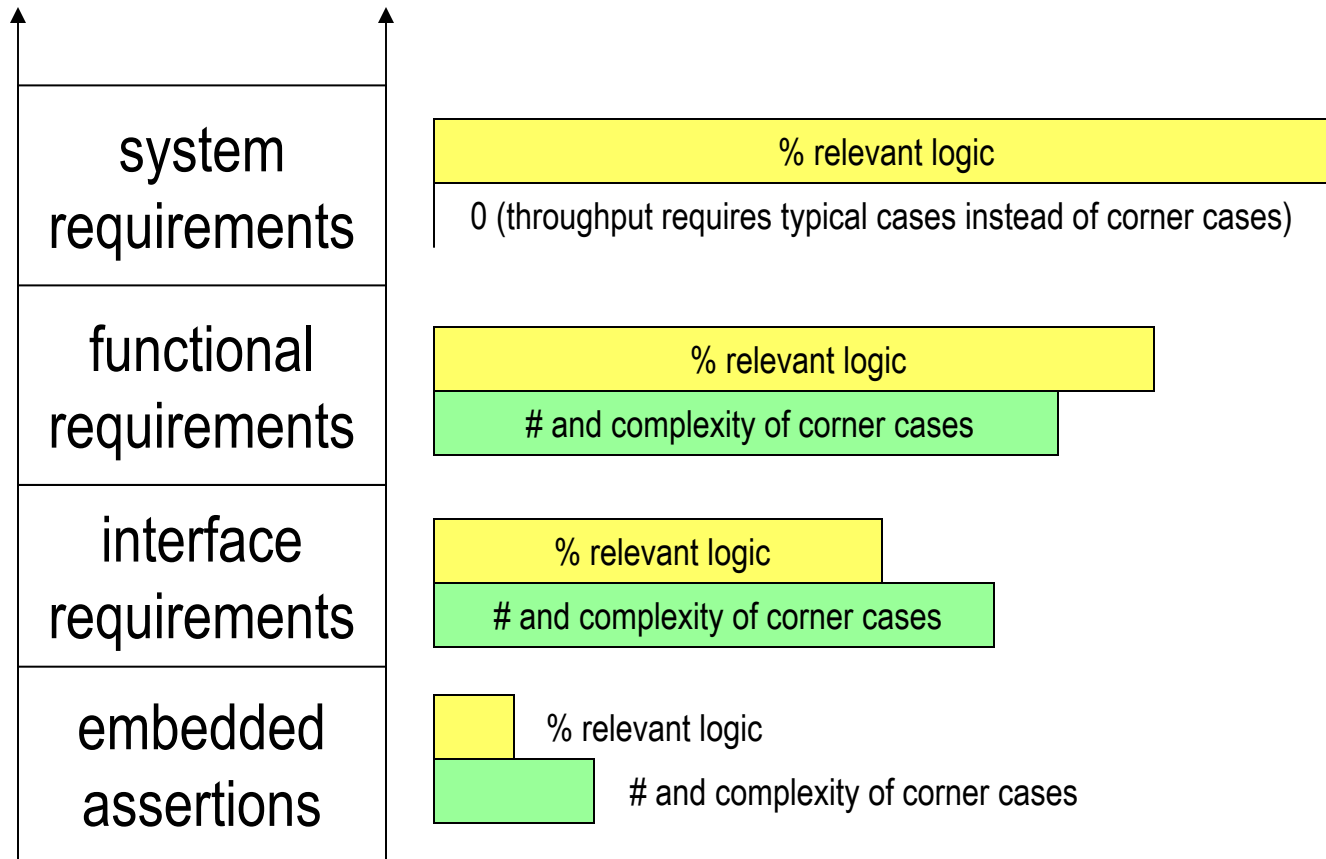 system
requirements
% relevant logic
0 (throughput requires typical cases instead of corner cases)
functional
requirements
% relevant logic
# and complexity of corner cases
interface
requirements
% relevant logic
# and complexity of corner cases
embedded
assertions
% relevant logic
# and complexity of corner cases